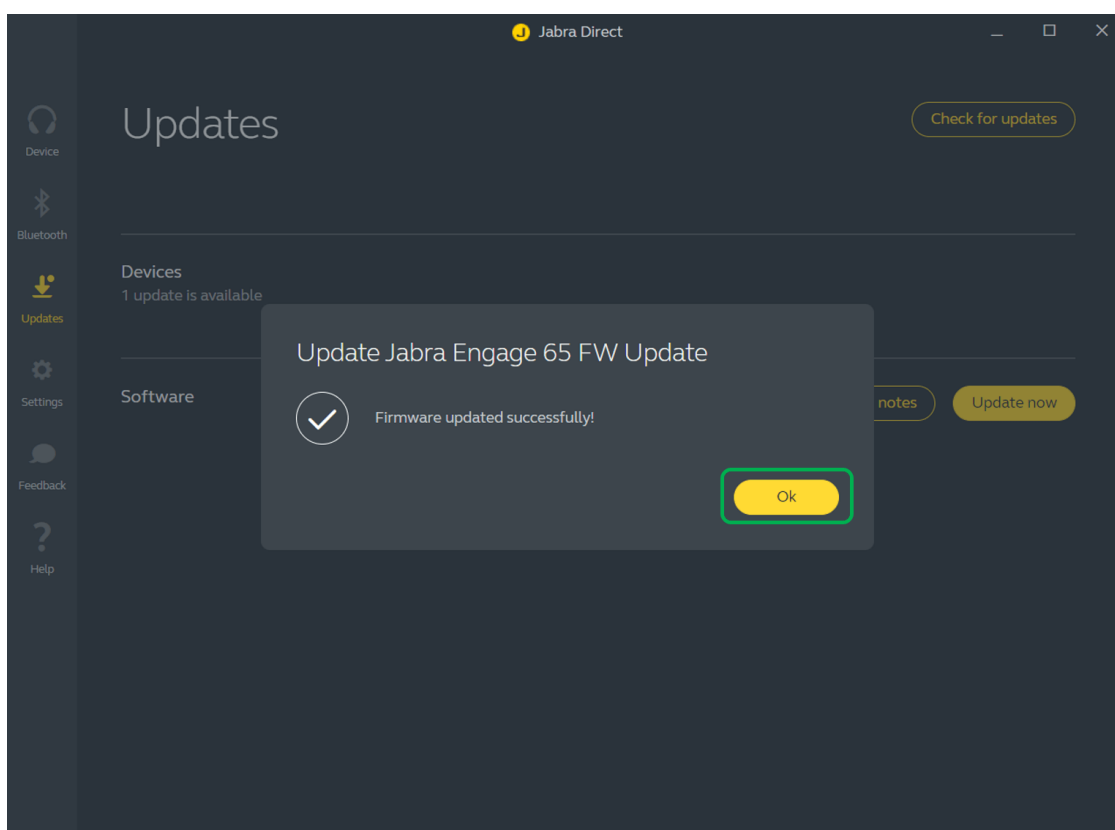 Jabra Direct
Updates
Check for updates
Device
Bluetooth
Devices
1 update is available
Updates
Update Jabra Engage 65 FW Update
Settings
Software
notes
Update now
Firmware updated successfully!
Feedback
Ok
Help